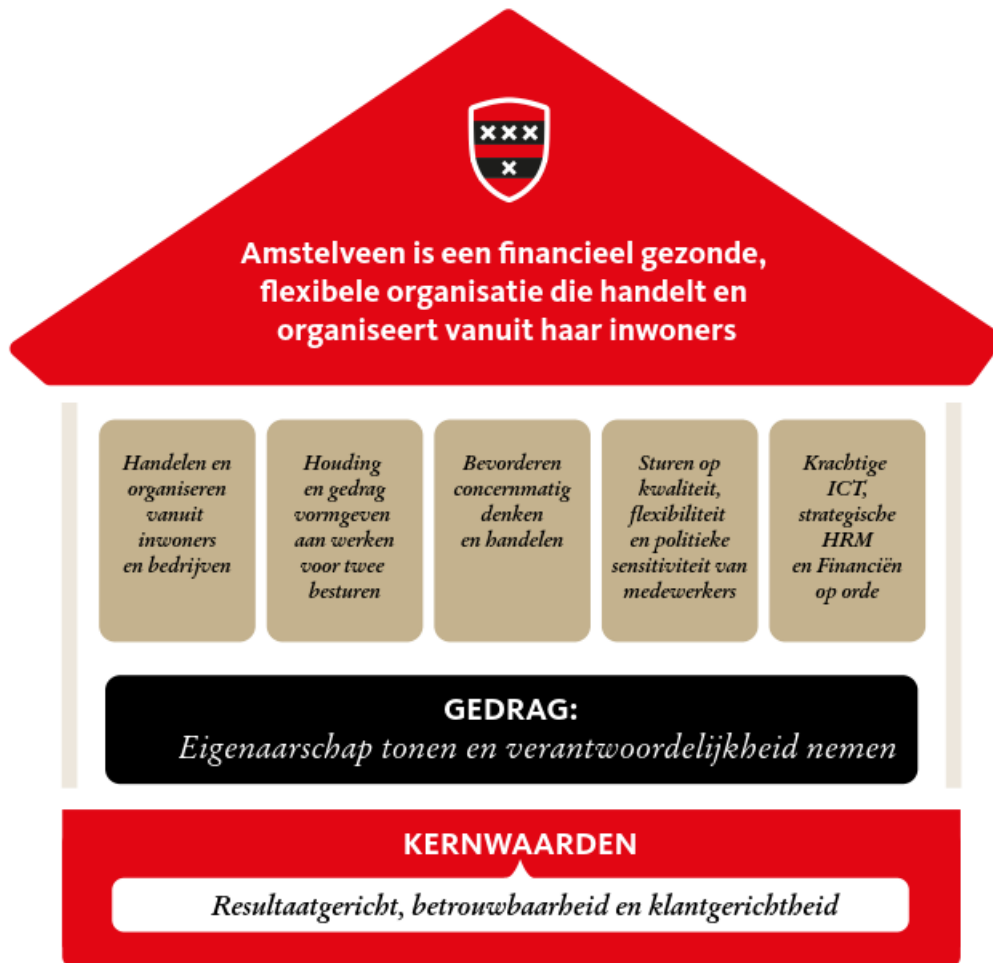 Amstelveen is een financieel gezonde,
flexibele organisatie die handelt en
organiseert vanuit haar inwoners
Handelen en
organiseren
vanuit
inwoners
en bedrijven
Houding
en gedrag
vormgeven
aan werken
voor twee
besturen
Bevorderen
concernmatig
denken
en handelen
Sturen op
kwaliteit,
flexibiliteit
en politieke
sensitiviteit van
medewerkers
Krachtige
ICT,
strategische
HRM
en Financiën
op orde
GEDRAG:
Eigenaarschap tonen en verantwoordelijkheid nemen
KERNWAARDEN
Resultaatgericht, betrouwbaarheid en klantgerichtheid